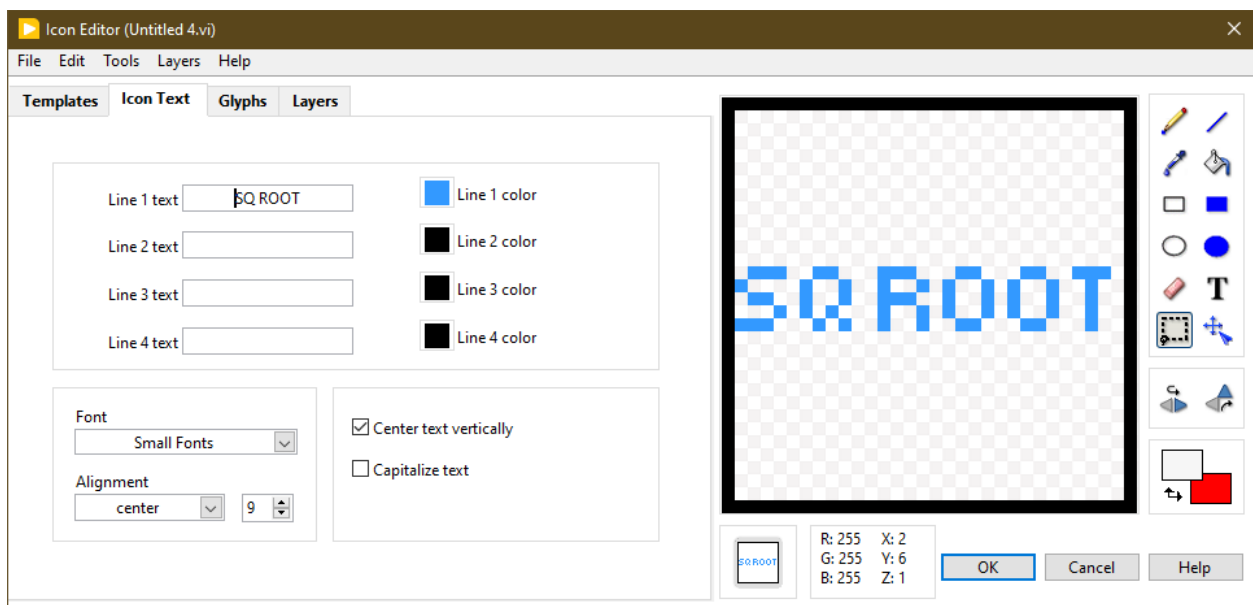 Icon Editor (Untitled 4.vi)
File Edit Tools Layers Help
Templates Icon Text Glyphs Layers
Line 1 text SQ ROOT Line 1 color
Line 2 text Line 2 color
Line 3 text Line 3 color
Line 4 text Line 4 color
SQ ROOT
T
Font
Small Fonts
Alignment
center 9
Center text vertically
Capitalize text
SQ ROOT
R: 255 X: 2
G: 255 Y: 6
B: 255 Z: 1
OK Cancel Help